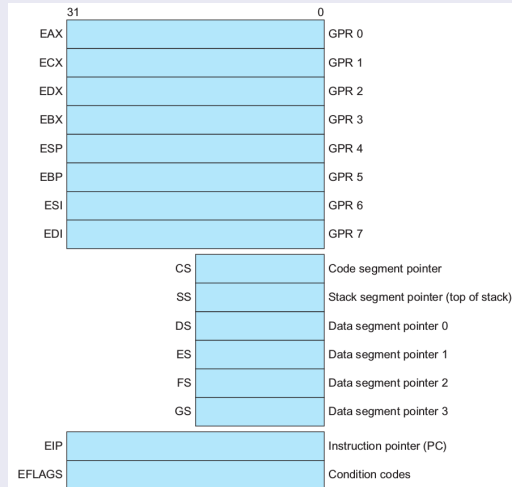 31 0
EAX GPR 0
ECX GPR 1
EDX GPR 2
EBX GPR 3
ESP GPR 4
EBP GPR 5
ESI GPR 6
EDI GPR 7
CS Code segment pointer
SS Stack segment pointer (top of stack)
DS Data segment pointer 0
ES Data segment pointer 1
FS Data segment pointer 2
GS Data segment pointer 3
EIP Instruction pointer (PC)
EFLAGS Condition codes